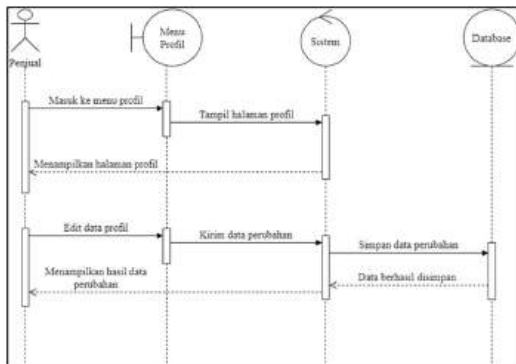 Menu
Profil
Sistem
Database
Penjual
Masuk ke menu profil
Tampil halaman profil
Menampilkan halaman profil
Edit data profil
Kirim data perubahan
Simpan data perubahan
Menampilkan hasil data
perubahan
Data berhasil disimpan